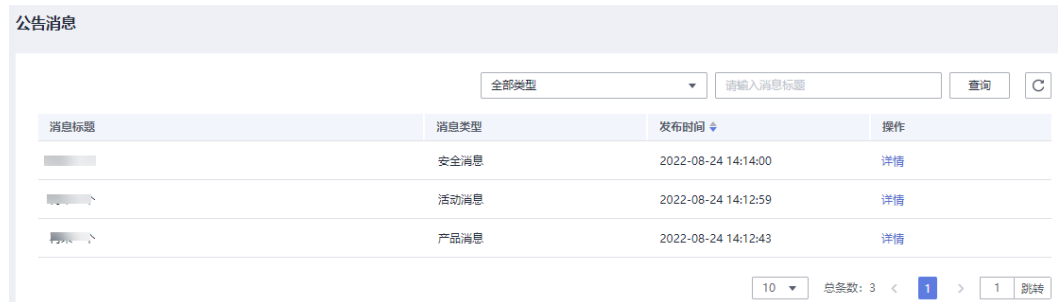 公告消息
全部类型 请输入消息标题 查询
消息标题 消息类型 发布时间 操作
安全消息 2022-08-24 14:14:00 详情
活动消息 2022-08-24 14:12:59 详情
产品消息 2022-08-24 14:12:43 详情
10 总条数: 3 < 1 > 1 跳转